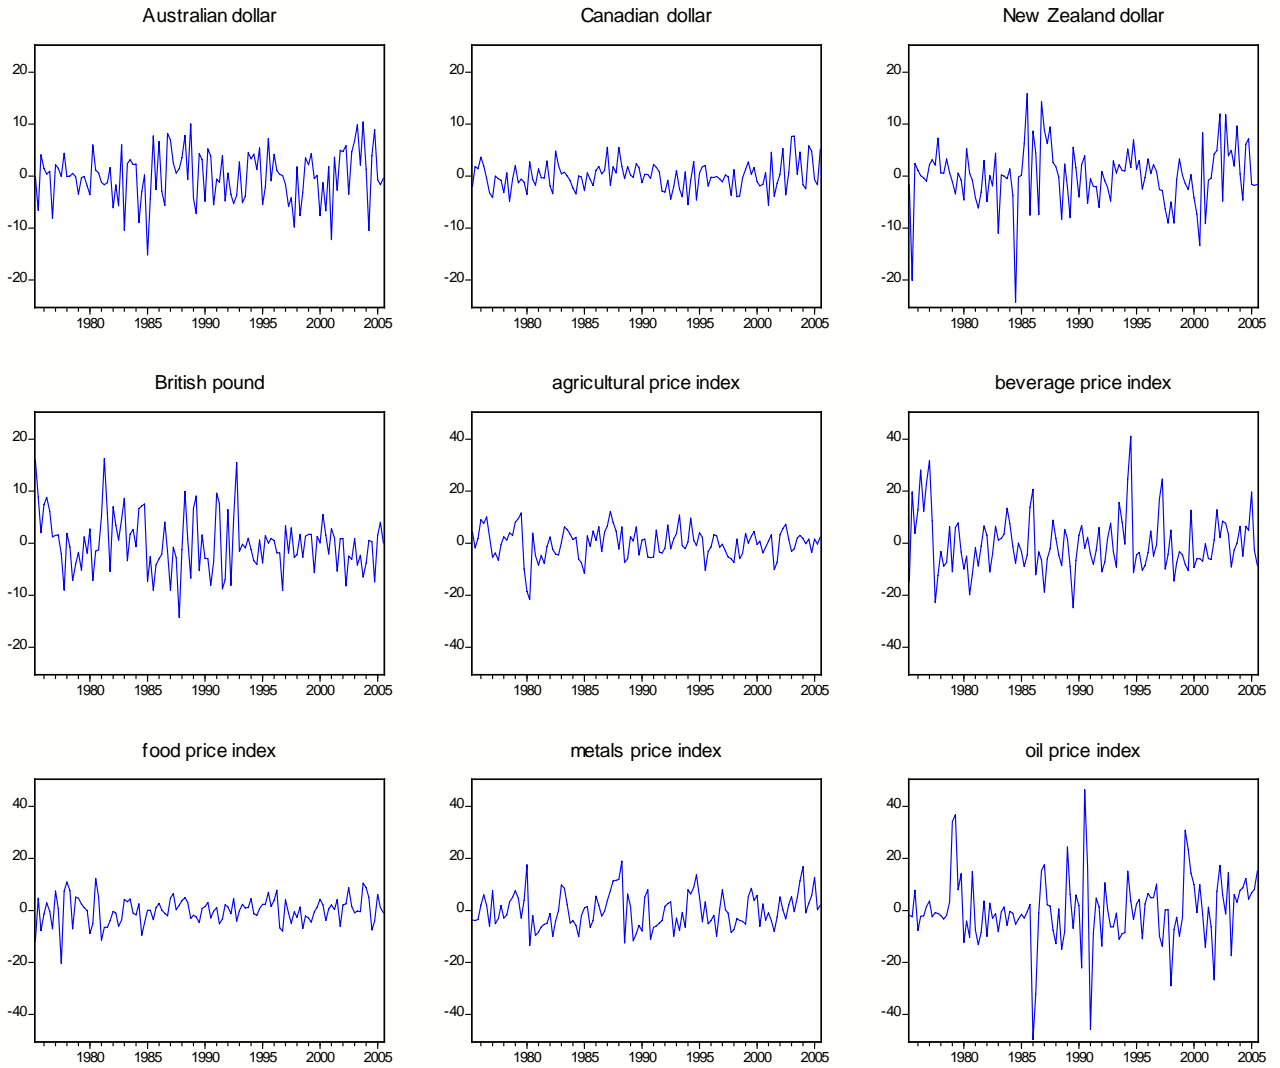 Australian dollar
Canadian dollar
New Zealand dollar
20
10
0
-10
-20
1980 1985 1990 1995 2000 2005
20
10
0
-10
-20
1980 1985 1990 1995 2000 2005
20
10
0
-10
-20
1980 1985 1990 1995 2000 2005
British pound
agricultural price index
beverage price index
20
10
0
-10
-20
1980 1985 1990 1995 2000 2005
40
20
0
-20
-40
1980 1985 1990 1995 2000 2005
40
20
0
-20
-40
1980 1985 1990 1995 2000 2005
food price index
metals price index
oil price index
40
20
0
-20
-40
1980 1985 1990 1995 2000 2005
40
20
0
-20
-40
1980 1985 1990 1995 2000 2005
40
20
0
-20
-40
1980 1985 1990 1995 2000 2005